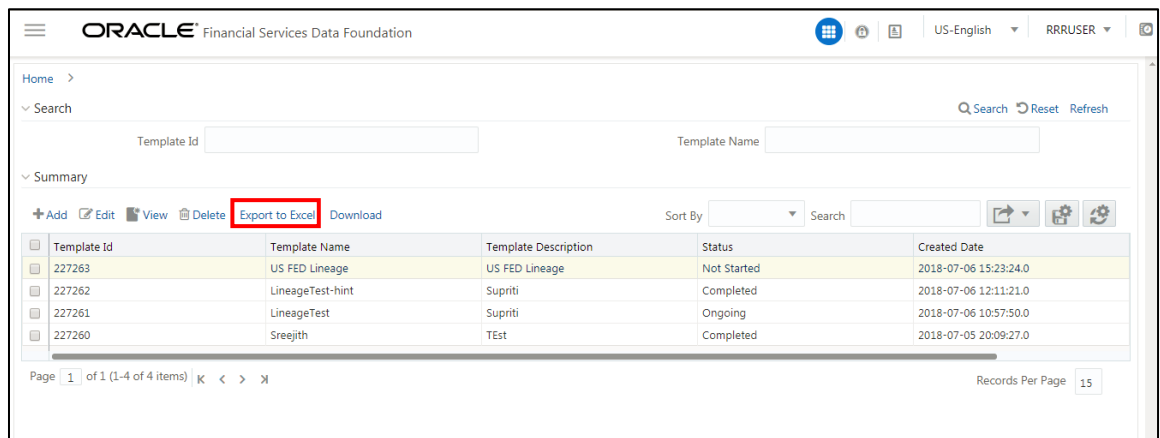 ORACLE® Financial Services Data Foundation US-English RRRUSER
Home >
Search Search Reset Refresh
Template Id Template Name
Summary
Add Edit View Delete Export to Excel Download Sort By Search
Template Id Template Name Template Description Status Created Date
227263 US FED Lineage US FED Lineage Not Started 2018-07-06 15:23:24.0
227262 LineageTest-hint Supriti Completed 2018-07-06 12:11:21.0
227261 LineageTest Supriti Ongoing 2018-07-06 10:57:50.0
227260 Sreejith TEst Completed 2018-07-05 20:09:27.0
Page 1 of 1 (1-4 of 4 items) Records Per Page 15